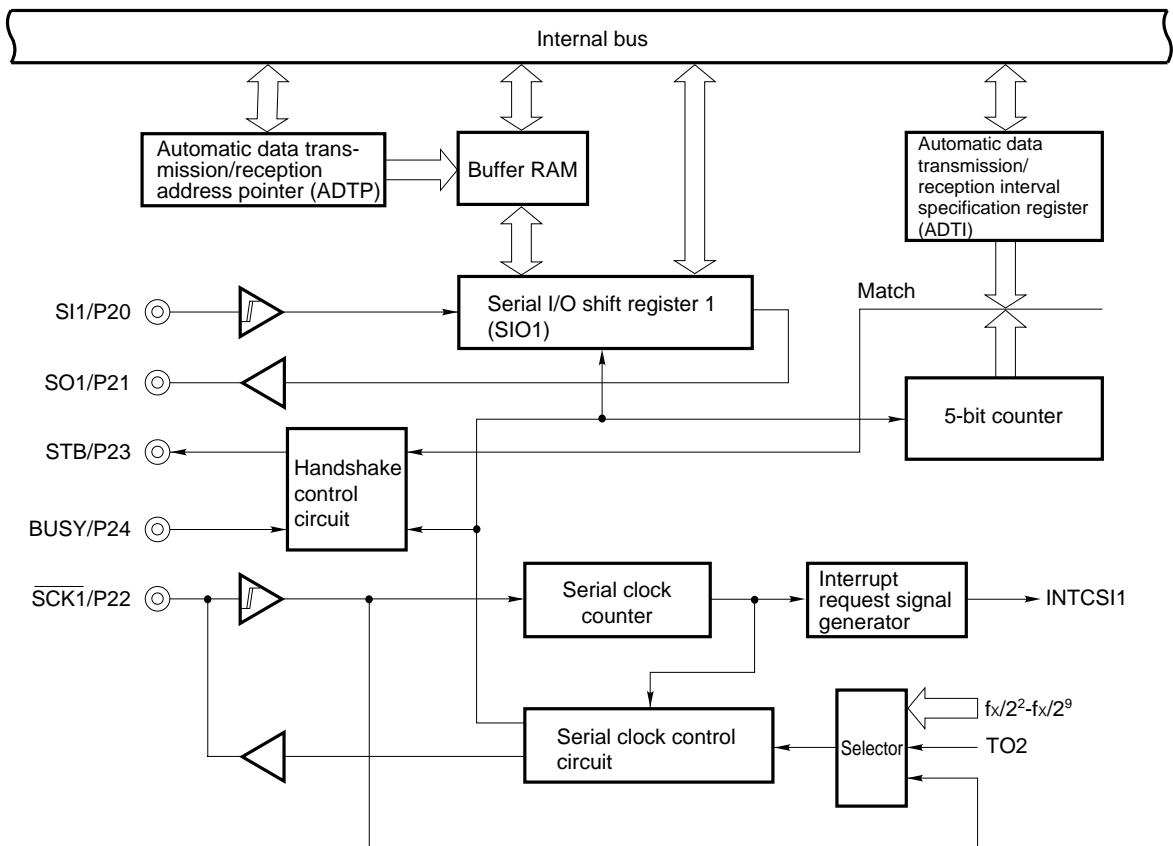 Internal bus
Automatic data trans-
mission/reception
address pointer (ADTP)
Buffer RAM
Automatic data
transmission/
reception interval
specification register
(ADTI)
Match
SI1/P20
Serial I/O shift register 1
(SIO1)
SO1/P21
5-bit counter
STB/P23
Handshake
control
circuit
BUSY/P24
SCK1/P22
Serial clock
counter
Interrupt
request signal
generator
INTCSI1
Serial clock control
circuit
Selector
fX/2²-fX/2⁹
TO2